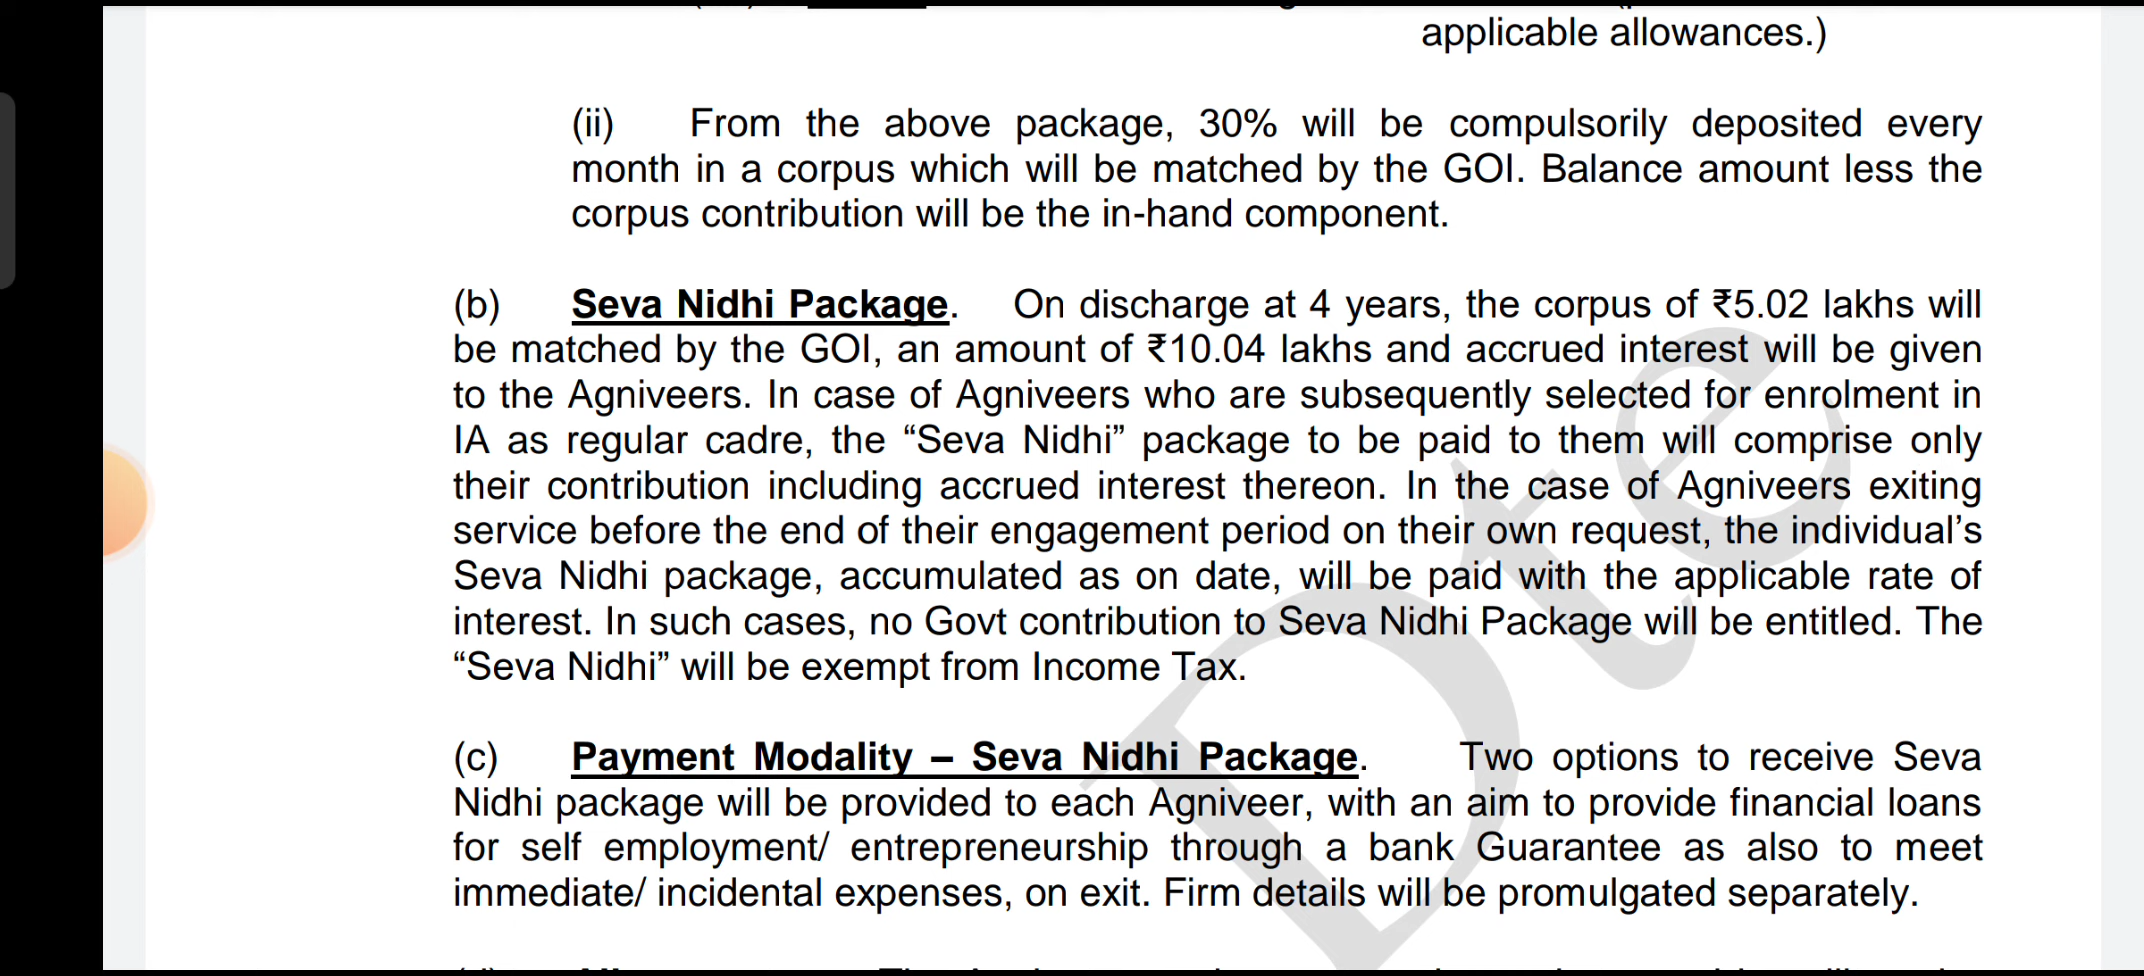 applicable allowances.)
(ii) From the above package, 30% will be compulsorily deposited every
month in a corpus which will be matched by the GOI. Balance amount less the
corpus contribution will be the in-hand component.
(b) Seva Nidhi Package. On discharge at 4 years, the corpus of ₹5.02 lakhs will
be matched by the GOI, an amount of ₹10.04 lakhs and accrued interest will be given
to the Agniveers. In case of Agniveers who are subsequently selected for enrolment in
IA as regular cadre, the “Seva Nidhi” package to be paid to them will comprise only
their contribution including accrued interest thereon. In the case of Agniveers exiting
service before the end of their engagement period on their own request, the individual’s
Seva Nidhi package, accumulated as on date, will be paid with the applicable rate of
interest. In such cases, no Govt contribution to Seva Nidhi Package will be entitled. The
“Seva Nidhi” will be exempt from Income Tax.
(c) Payment Modality – Seva Nidhi Package. Two options to receive Seva
Nidhi package will be provided to each Agniveer, with an aim to provide financial loans
for self employment/ entrepreneurship through a bank Guarantee as also to meet
immediate/ incidental expenses, on exit. Firm details will be promulgated separately.
Dte